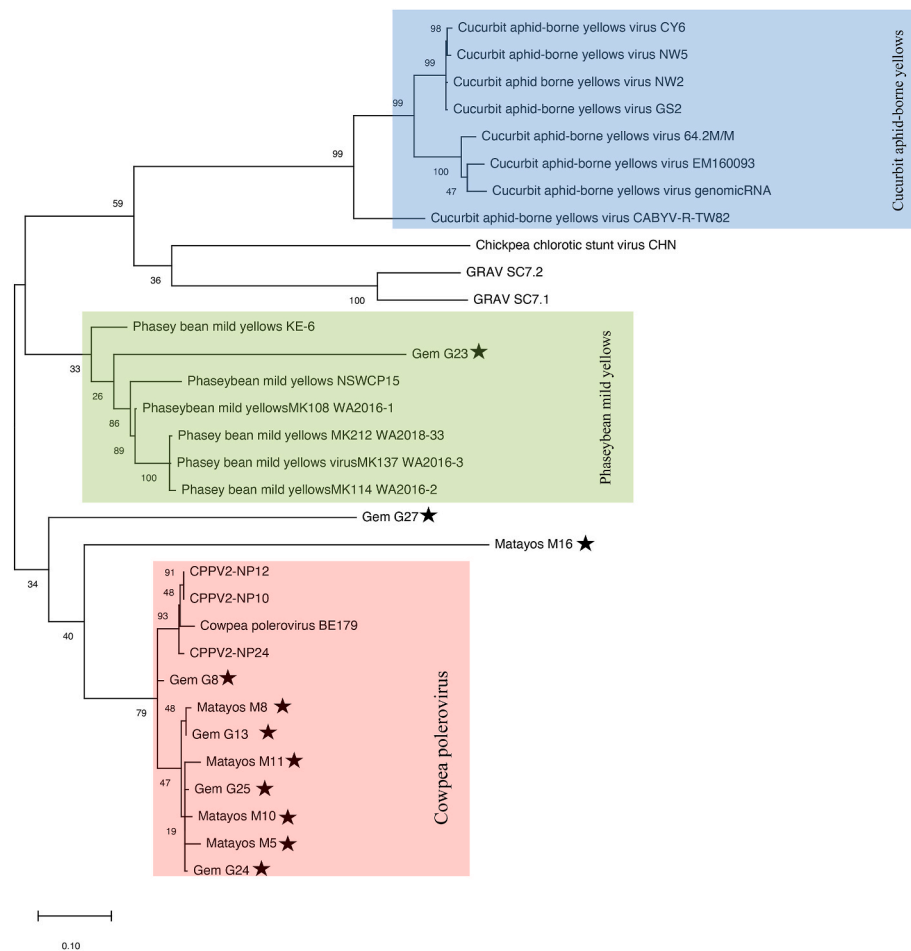 98
Cucurbit aphid-borne yellows virus CY6
Cucurbit aphid-borne yellows virus NW5
99
Cucurbit aphid borne yellows virus NW2
99
Cucurbit aphid-borne yellows virus GS2
Cucurbit aphid-borne yellows virus 64.2M/M
99
Cucurbit aphid-borne yellows virus EM160093
100
47
Cucurbit aphid-borne yellows virus genomicRNA
59
Cucurbit aphid-borne yellows virus CABYV-R-TW82
Cucurbit aphid-borne yellows
Chickpea chlorotic stunt virus CHN
36
GRAV SC7.2
100
GRAV SC7.1
Phasey bean mild yellows KE-6
Gem G23
33
Phaseybean mild yellows NSWCP15
26
Phaseybean mild yellowsMK108 WA2016-1
86
Phasey bean mild yellows MK212 WA2018-33
89
Phasey bean mild yellows virusMK137 WA2016-3
100
Phasey bean mild yellowsMK114 WA2016-2
Phaseybean mild yellows
Gem G27
Matayos M16
34
91
CPPV2-NP12
48
CPPV2-NP10
93
Cowpea polerovirus BE179
40
CPPV2-NP24
Gem G8
79
48
Matayos M8
Gem G13
Matayos M11
47
Gem G25
Matayos M10
19
Matayos M5
Gem G24
Cowpea polerovirus
0.10